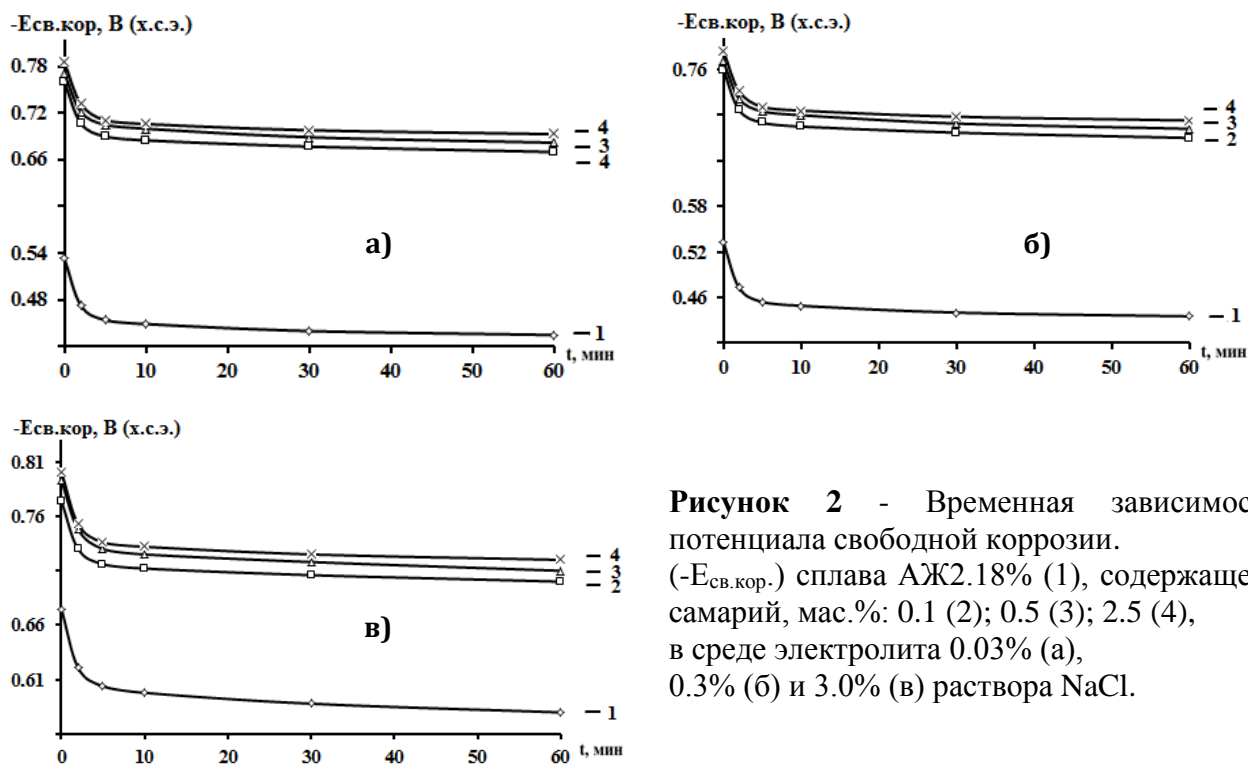 -Eсв.кор, В (х.с.э.)
0.78
0.72
0.66
0.54
0.48
4
3
4
а)
1
t, мин
0 10 20 30 40 50 60
-Eсв.кор, В (х.с.э.)
0.76
0.58
0.52
0.46
4
3
2
б)
1
t, мин
0 10 20 30 40 50 60
-Eсв.кор, В (х.с.э.)
0.81
0.76
0.66
0.61
4
3
2
в)
1
0 10 20 30 40 50 60 t, мин
Рисунок 2 - Временная зависимос
потенциала свободной коррозии.
(-Eсв.кор.) сплава АЖ2.18% (1), содержаще
самарий, мас.%: 0.1 (2); 0.5 (3); 2.5 (4),
в среде электролита 0.03% (а),
0.3% (б) и 3.0% (в) раствора NaCl.